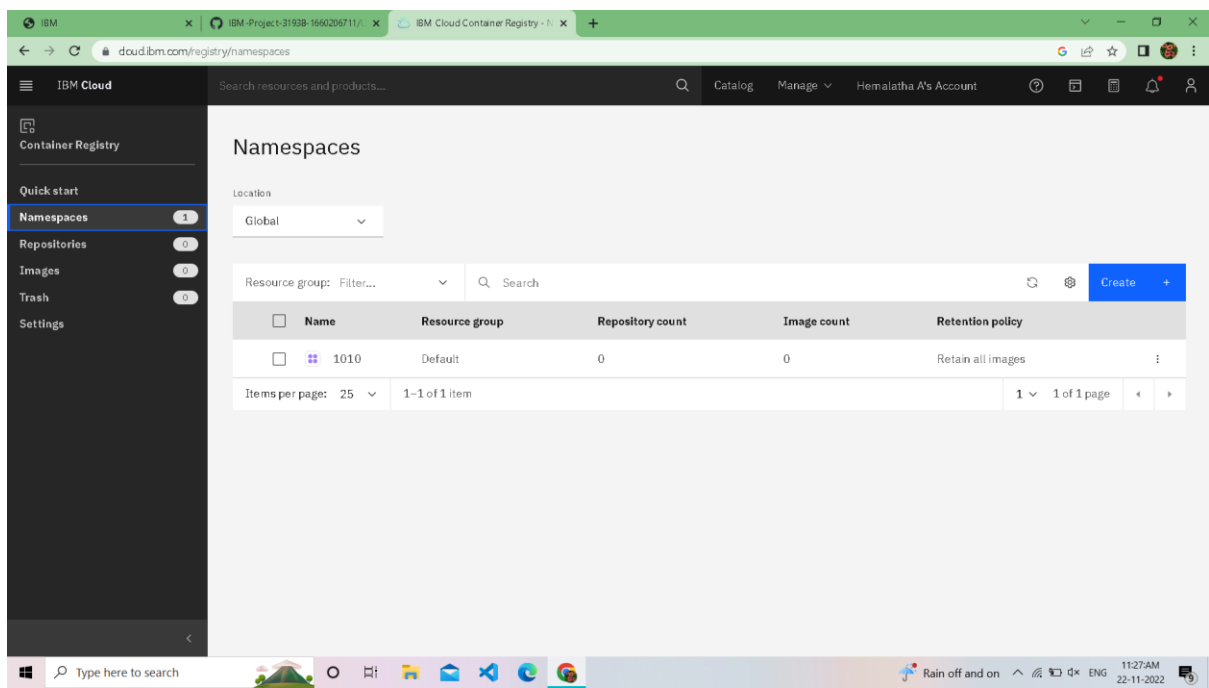 IBM
IBM-Project-31938-1660206711/
IBM Cloud Container Registry - N
cloud.ibm.com/registry/namespaces
IBM Cloud
Search resources and products...
Catalog
Manage
Hemalatha A's Account
Container Registry
Namespaces
Quick start
Location
Namespaces 1
Global
Repositories 0
Images 0
Resource group: Filter...
Search
Create +
Trash 0
Settings
Name Resource group Repository count Image count Retention policy
1010 Default 0 0 Retain all images
Items per page: 25 1–1 of 1 item 1 1 of 1 page
Type here to search
Rain off and on
ENG
11:27:AM
22-11-2022